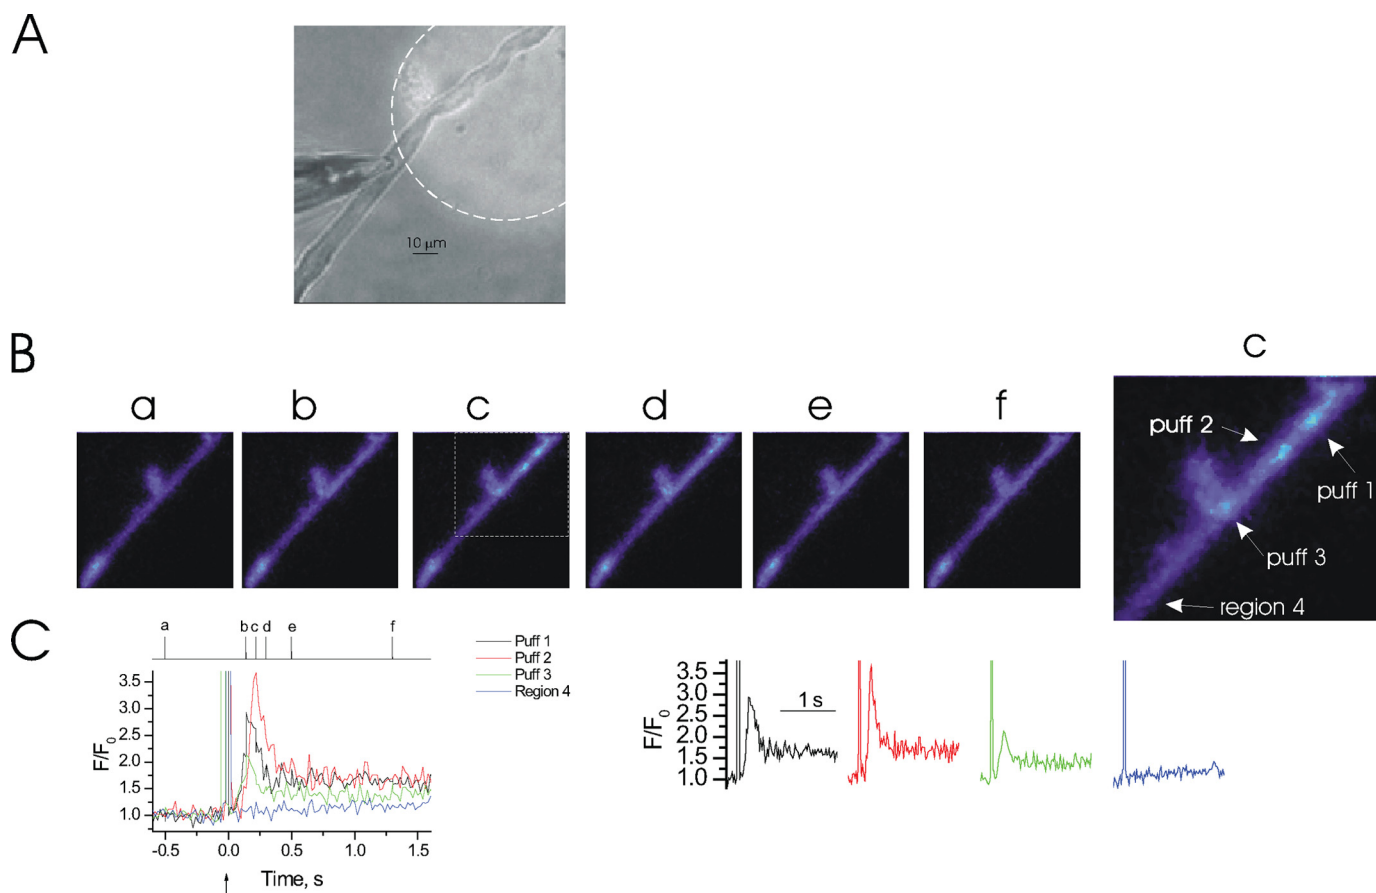 A
10 μm
B
a b c d e f
c
puff 2
puff 1
puff 3
region 4
C
a b c d e f
Puff 1
Puff 2
Puff 3
Region 4
F/F0
3.5
3.0
2.5
2.0
1.5
1.0
-0.5 0.0 0.5 1.0 1.5
Time, s
F/F0
3.5
3.0
2.5
2.0
1.5
1.0
1 s